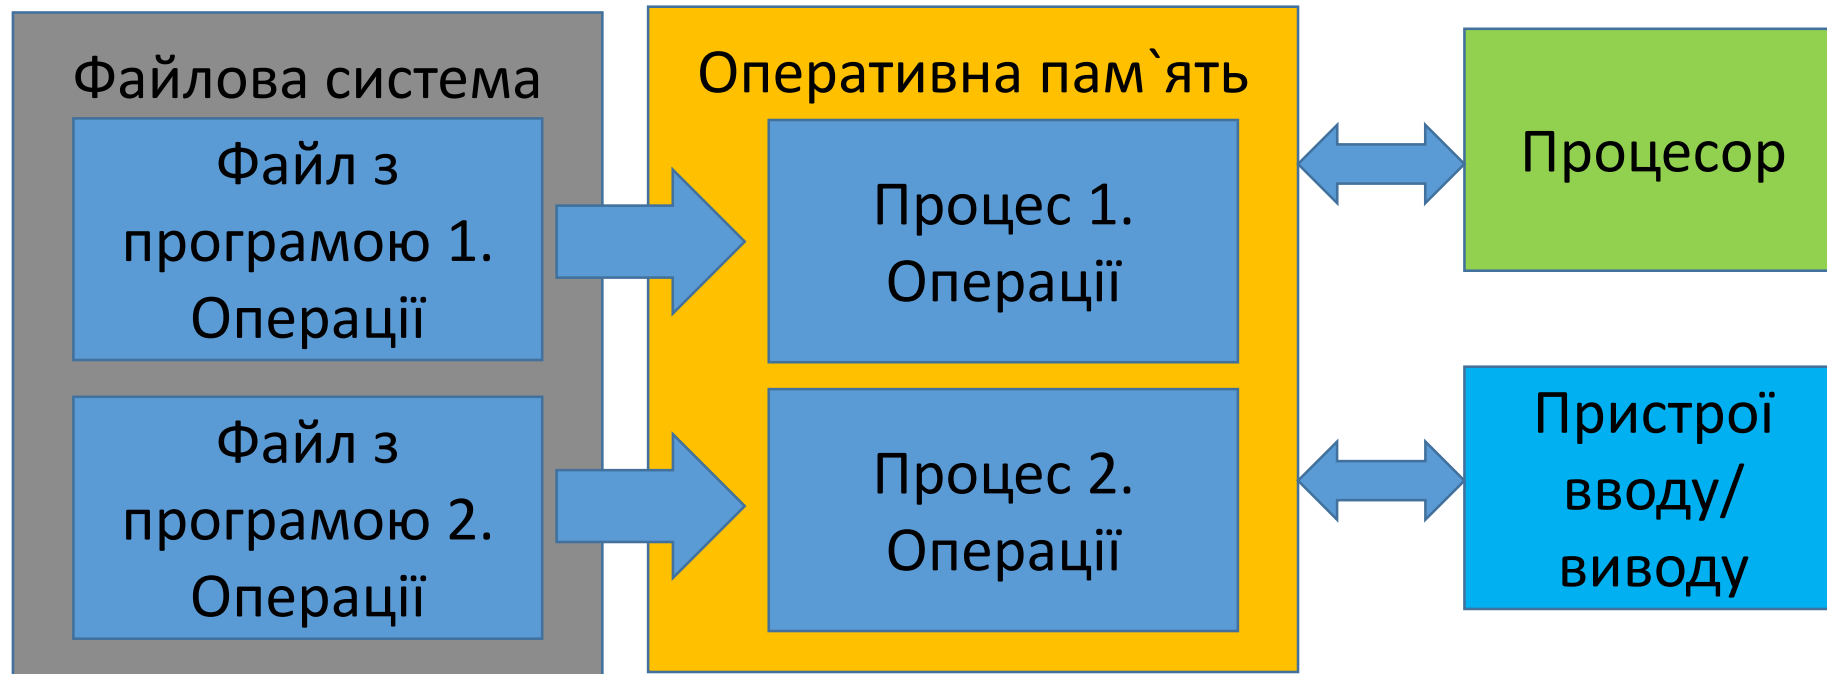 Файлова система
Файл з
програмою 1.
Операції
Файл з
програмою 2.
Операції
Оперативна пам`ять
Процес 1.
Операції
Процес 2.
Операції
Процесор
Пристрої
вводу/
виводу